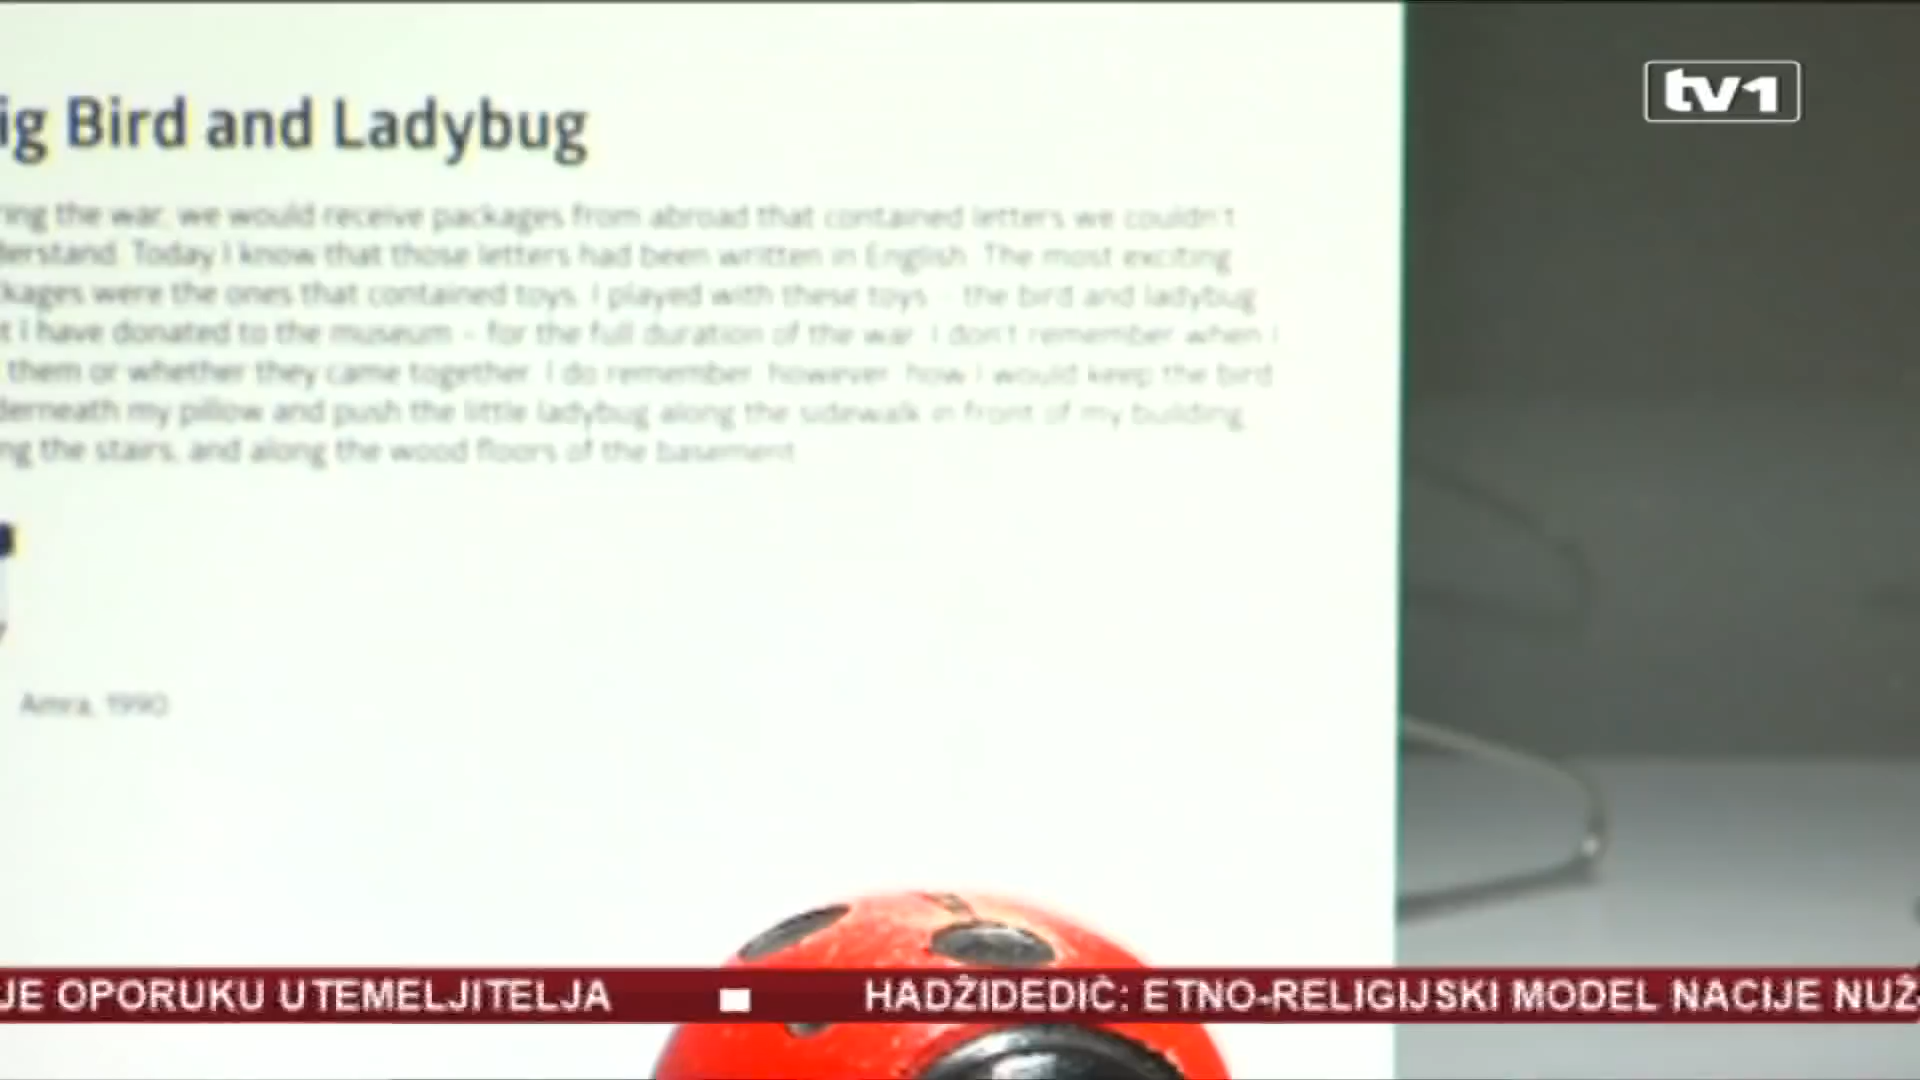 tv1
ig Bird and Ladybug
ring the war, we would receive packages from abroad that contained letters we couldn't
derstand. Today I know that those letters had been written in English. The most exciting
kages were the ones that contained toys. I played with these toys - the bird and ladybug
t I have donated to the museum - for the full duration of the war. I don't remember when I
them or whether they came together. I do remember, however, how I would keep the bird
derneath my pillow and push the little ladybug along the sidewalk in front of my building,
ng the stairs, and along the wood floors of the basement.
Amra, 1990
JE OPORUKU UTEMELJITELJA ■ HADŽIDEDIĆ: ETNO-RELIGIJSKI MODEL NACIJE NUŽ